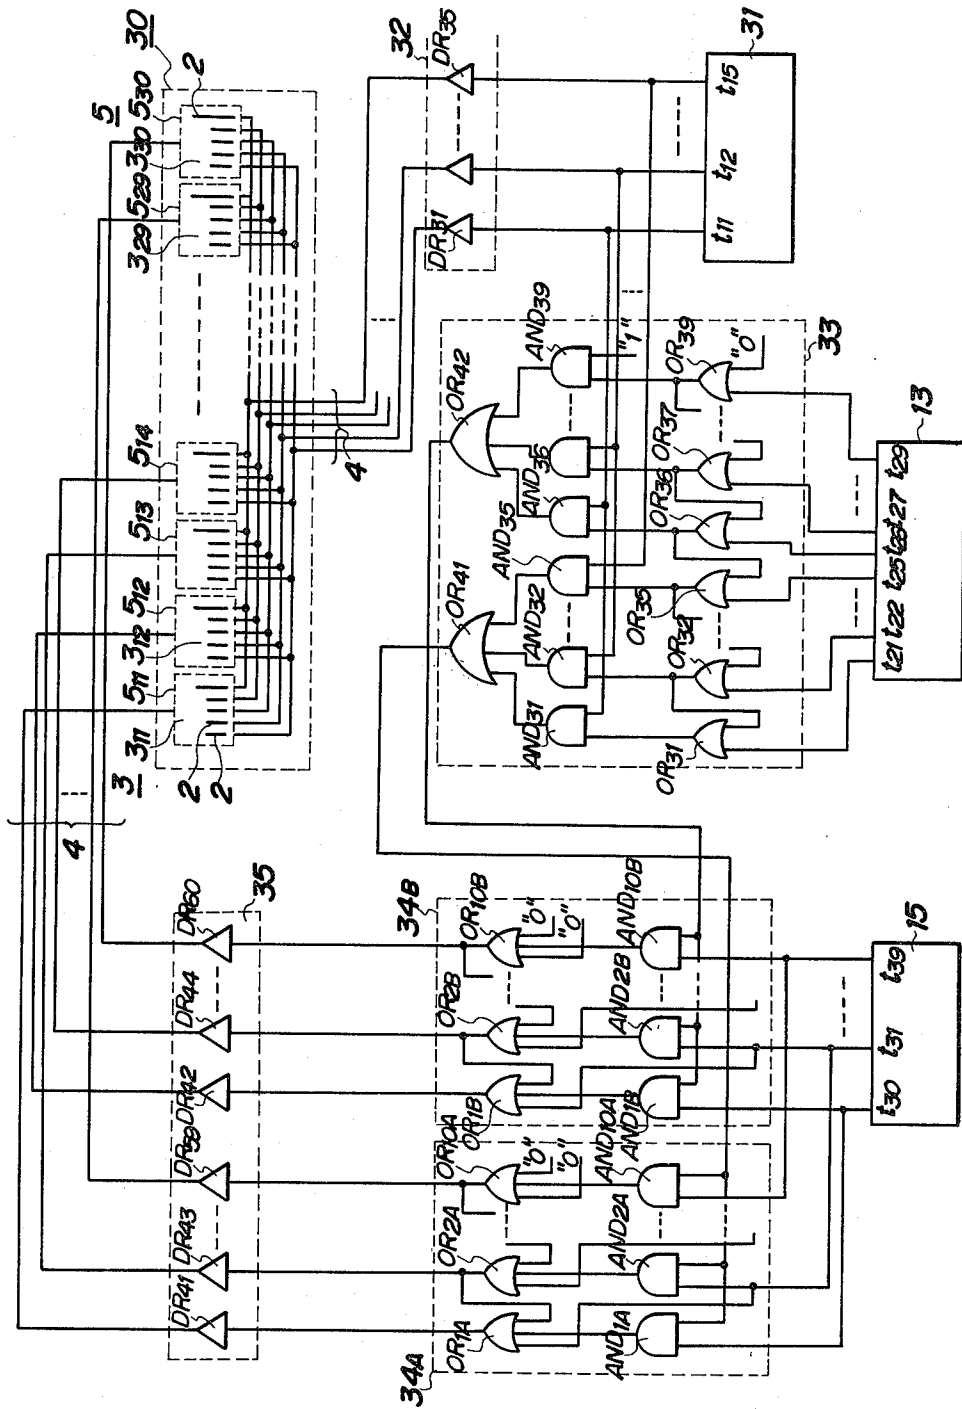 30
5
3
2
5₃₀
3₃₀
5₂₉
3₂₉
5₁₄
5₁₃
5₁₂
3₁₂
5₁₁
3₁₁
2
2
4
4
32
DR₃₅
DR₃₁
31
t₁₅
t₁₂
t₁₁
33
AND₃₉
"1"
OR₃₉
"0"
OR₄₂
AND₃₆
OR₃₇
OR₃₆
AND₃₅
OR₄₁
AND₃₂
OR₃₅
OR₃₂
AND₃₁
OR₃₁
13
t₂₉
t₂₇
t₂₆
t₂₅
t₂₂
t₂₁
35
DR₆₀
DR₄₄
DR₄₂
DR₅₉
DR₄₃
DR₄₁
34B
OR₁₀B
"0"
"0"
AND₁₀B
OR₂B
AND₂B
OR₁B
AND₁B
OR₁₀A
"0"
"0"
AND₁₀A
OR₂A
AND₂A
OR₁A
AND₁A
34A
15
t₃₉
t₃₁
t₃₀